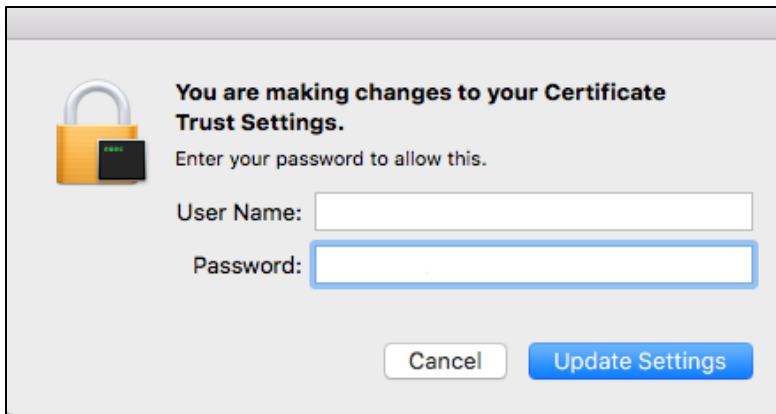 You are making changes to your Certificate
Trust Settings.
Enter your password to allow this.
User Name:
Password:
Cancel
Update Settings